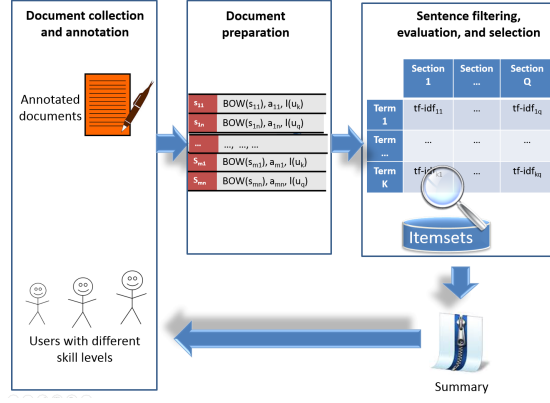 Document collection
and annotation
Annotated
documents
Users with different
skill levels
Document
preparation
s11 BOW(s11), a11, l(uk)
s1n BOW(s1n), a1n, l(uq)
... ..., ..., ...
Sm1 BOW(sm1), am1, l(uk)
Smn BOW(smn), amn, l(uq)
Sentence filtering,
evaluation, and selection
Section Section Section
1 ... Q
Term
1 tf-idf11 ... tf-idf1q
Term
... ... ... ...
Term
K tf-idfk1 ... tf-idfkq
Itemsets
Summary